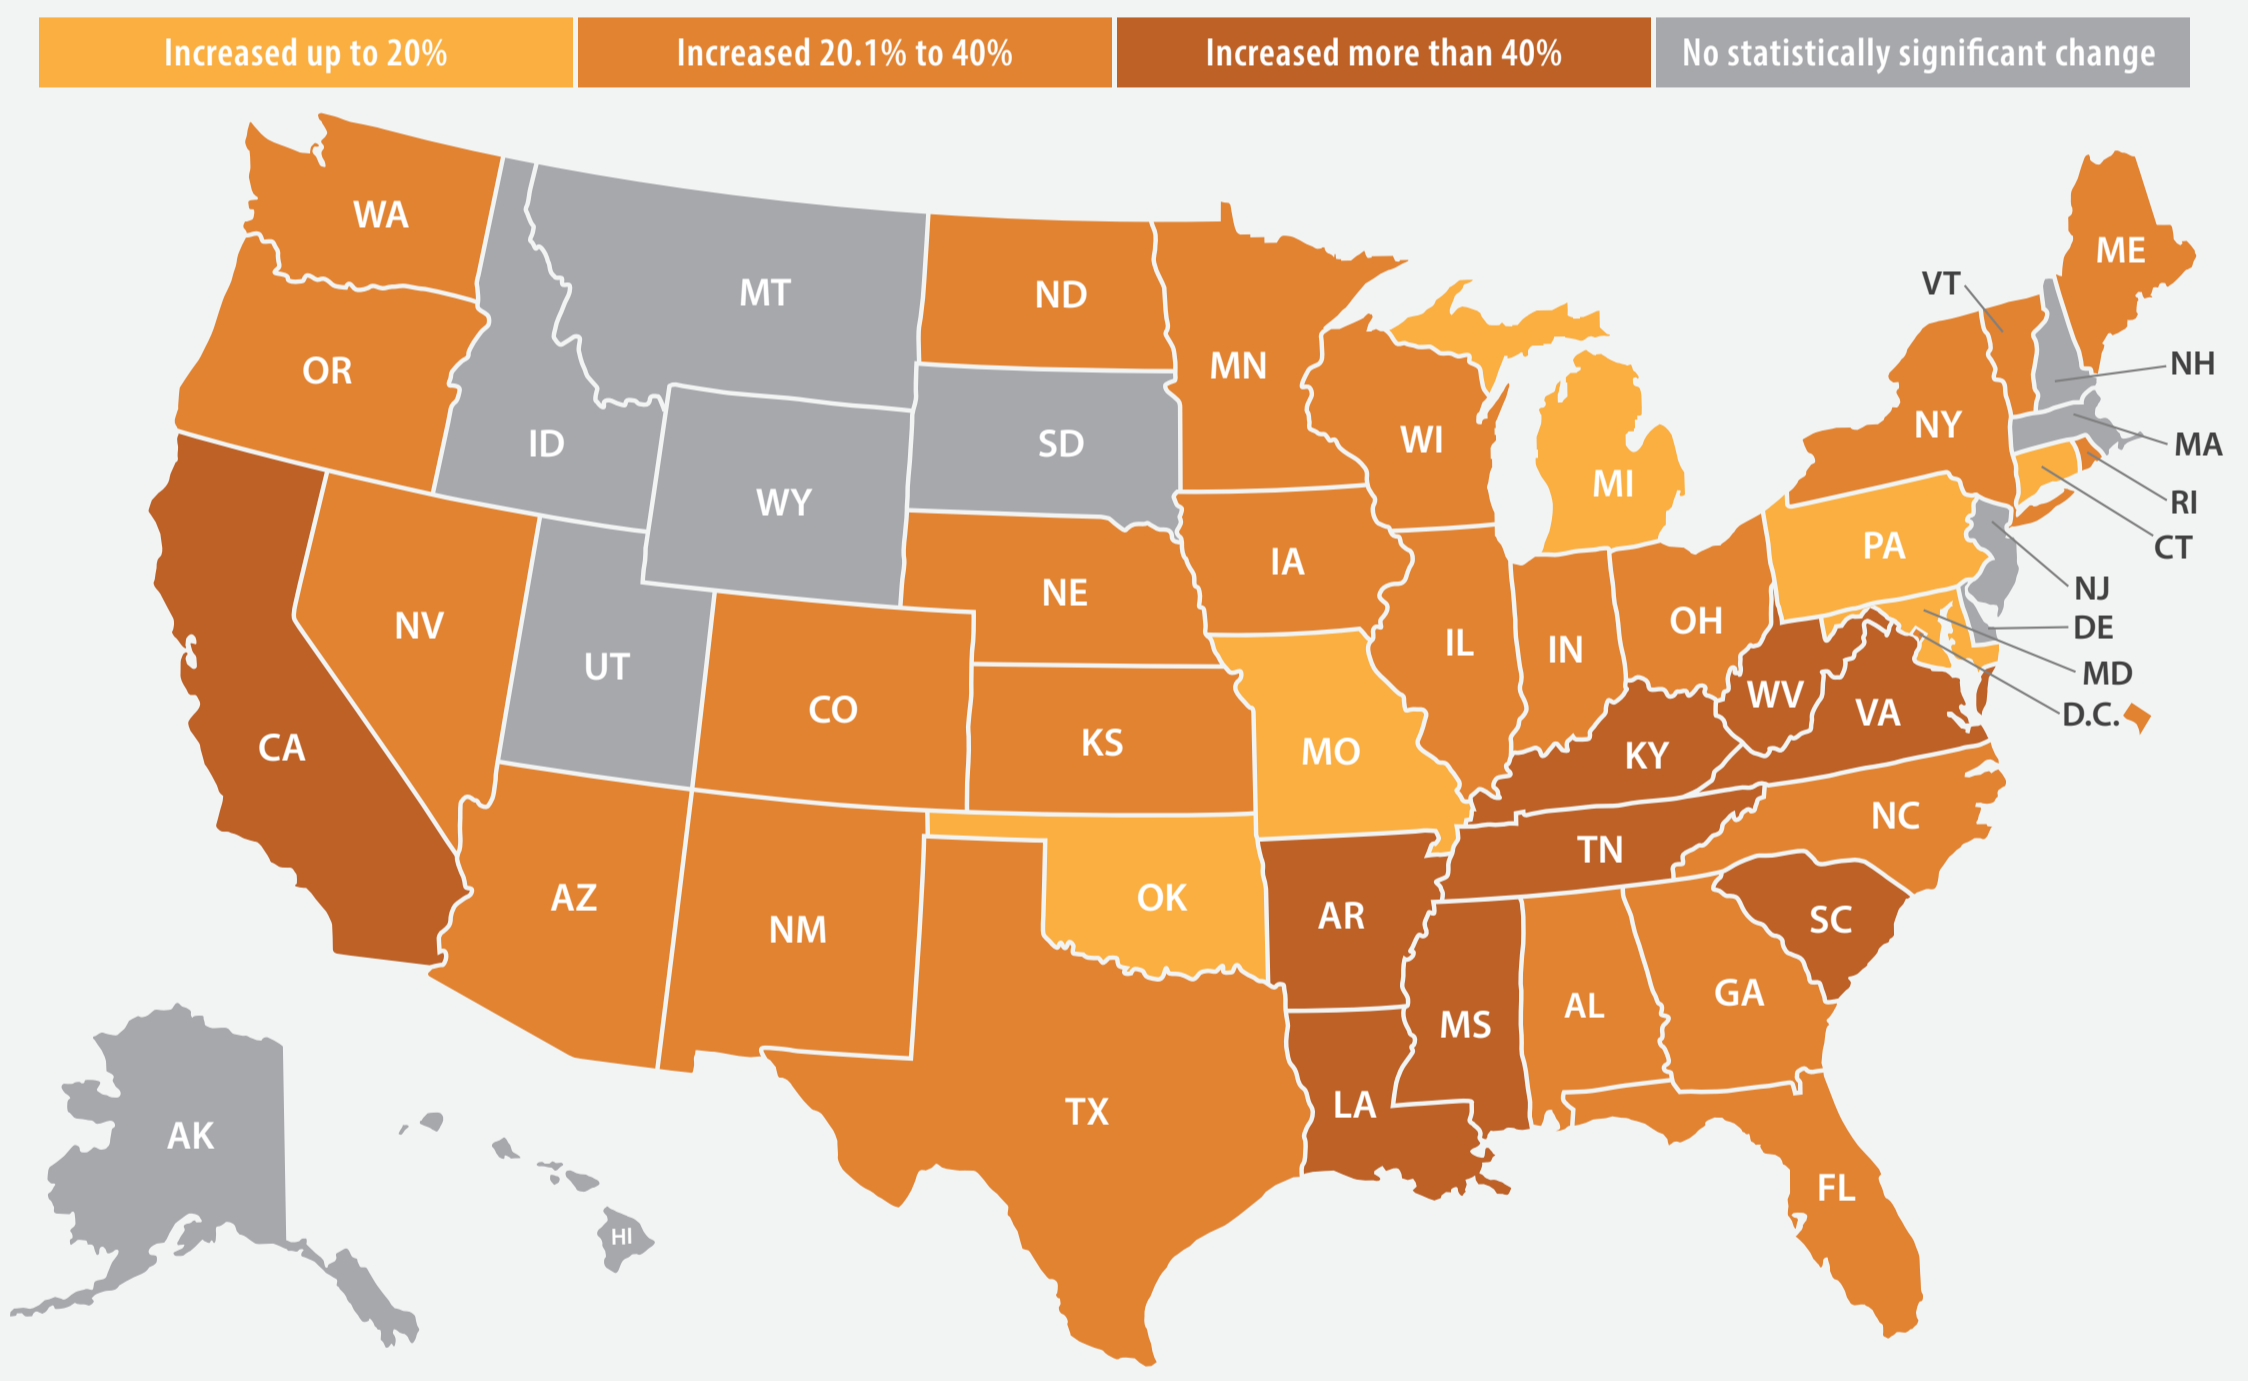 Increased up to 20%
Increased 20.1% to 40%
Increased more than 40%
No statistically significant change
WA
MT
ND
ME
VT
OR
MN
NH
ID
SD
WI
NY
MA
WY
MI
RI
IA
PA
CT
NE
NJ
NV
OH
DE
UT
IL
IN
MD
CO
WV
VA
D.C.
CA
KS
MO
KY
NC
TN
AZ
OK
NM
AR
SC
MS
AL
GA
TX
LA
AK
FL
HI